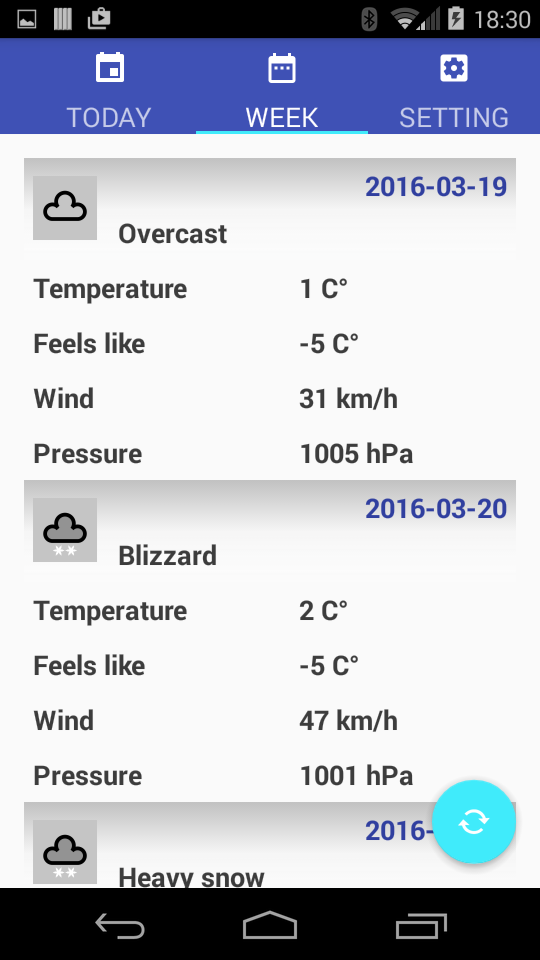 18:30
TODAY WEEK SETTING
2016-03-19
Overcast
Temperature 1 C°
Feels like -5 C°
Wind 31 km/h
Pressure 1005 hPa
2016-03-20
Blizzard
Temperature 2 C°
Feels like -5 C°
Wind 47 km/h
Pressure 1001 hPa
2016-
Heavy snow